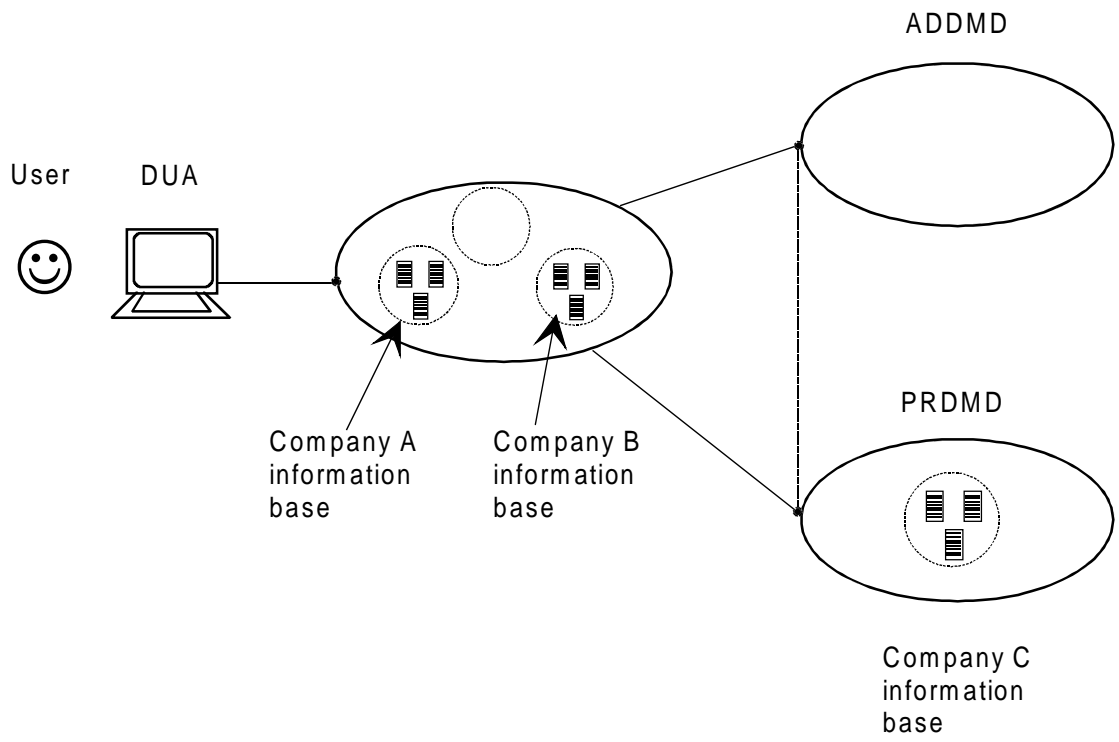 ADDMD
User
DUA
PRDMD
Company A
information
base
Company B
information
base
Company C
information
base